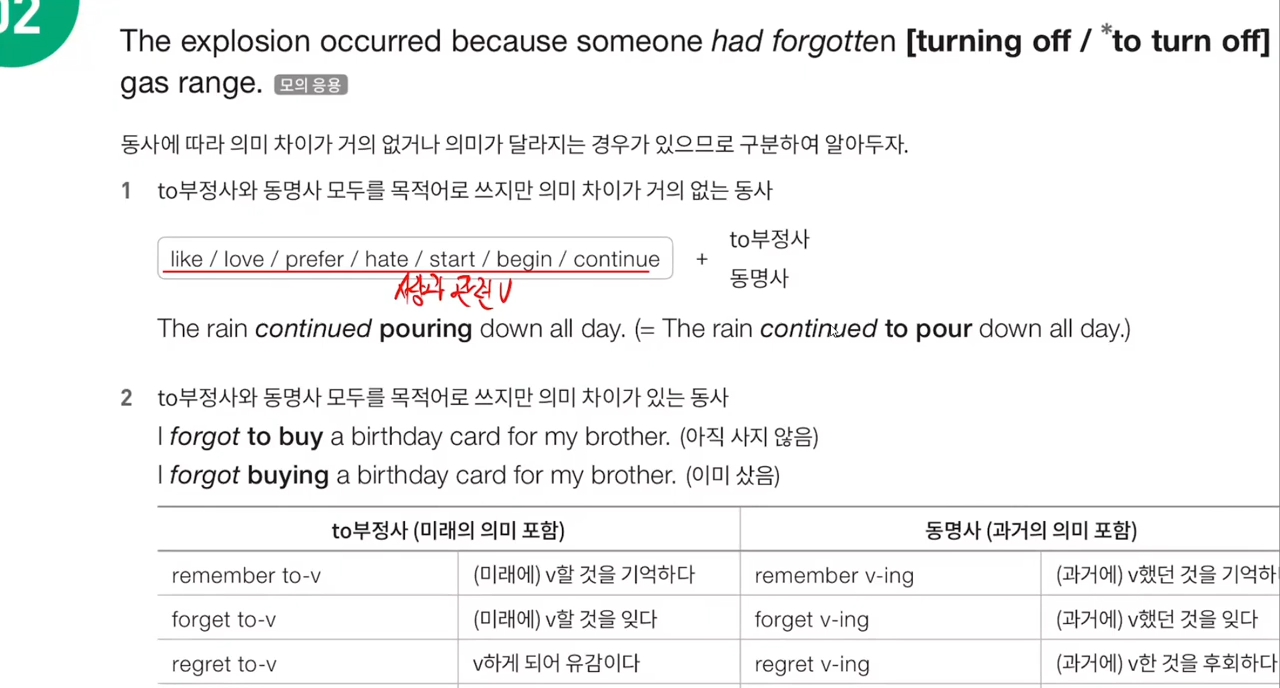 02
The explosion occurred because someone had forgotten [turning off / *to turn off]
gas range. 모의 응용
동사에 따라 의미 차이가 거의 없거나 의미가 달라지는 경우가 있으므로 구분하여 알아두자.
1 to부정사와 동명사 모두를 목적어로 쓰지만 의미 차이가 거의 없는 동사
like / love / prefer / hate / start / begin / continue + to부정사
동명사
관련 V
The rain continued pouring down all day. (= The rain continued to pour down all day.)
2 to부정사와 동명사 모두를 목적어로 쓰지만 의미 차이가 있는 동사
I forgot to buy a birthday card for my brother. (아직 사지 않음)
I forgot buying a birthday card for my brother. (이미 샀음)
to부정사 (미래의 의미 포함) 동명사 (과거의 의미 포함)
remember to-v (미래에) v할 것을 기억하다 remember v-ing (과거에) v했던 것을 기억하
forget to-v (미래에) v할 것을 잊다 forget v-ing (과거에) v했던 것을 잊다
regret to-v v하게 되어 유감이다 regret v-ing (과거에) v한 것을 후회하다